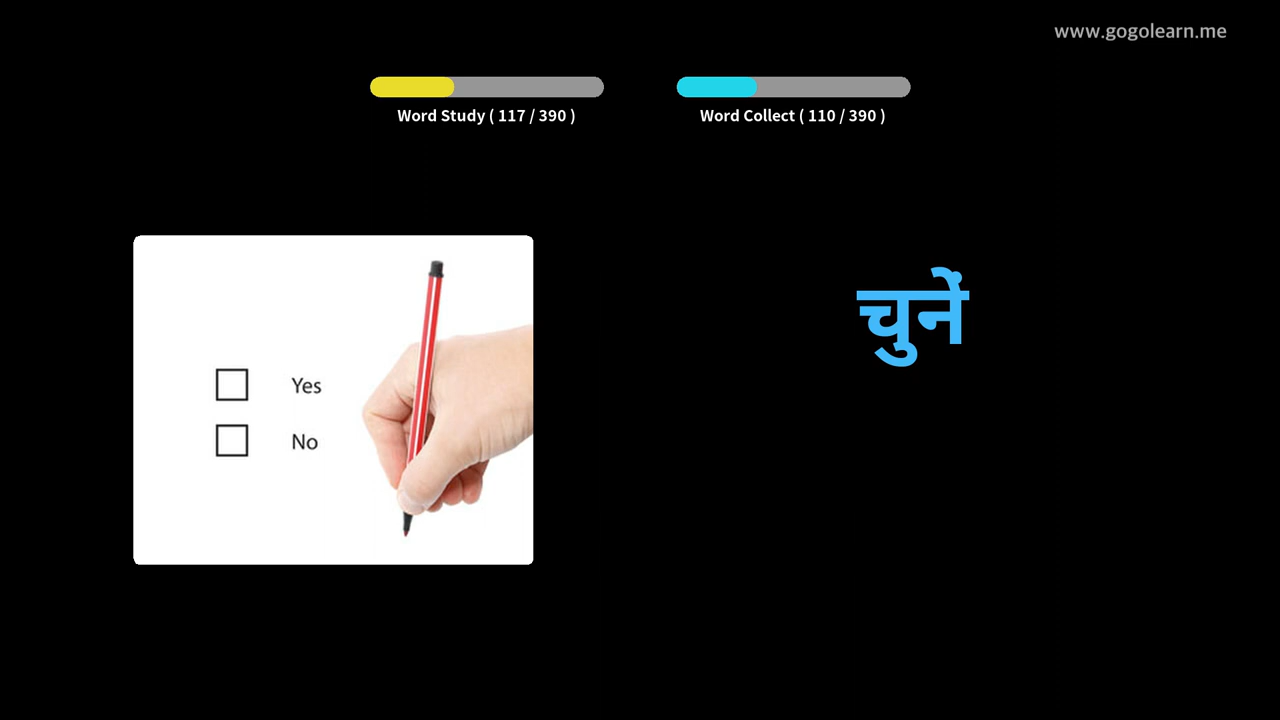 www.gogolearn.me
Word Study ( 117 / 390 )
Word Collect ( 110 / 390 )
चुनें
Yes
No